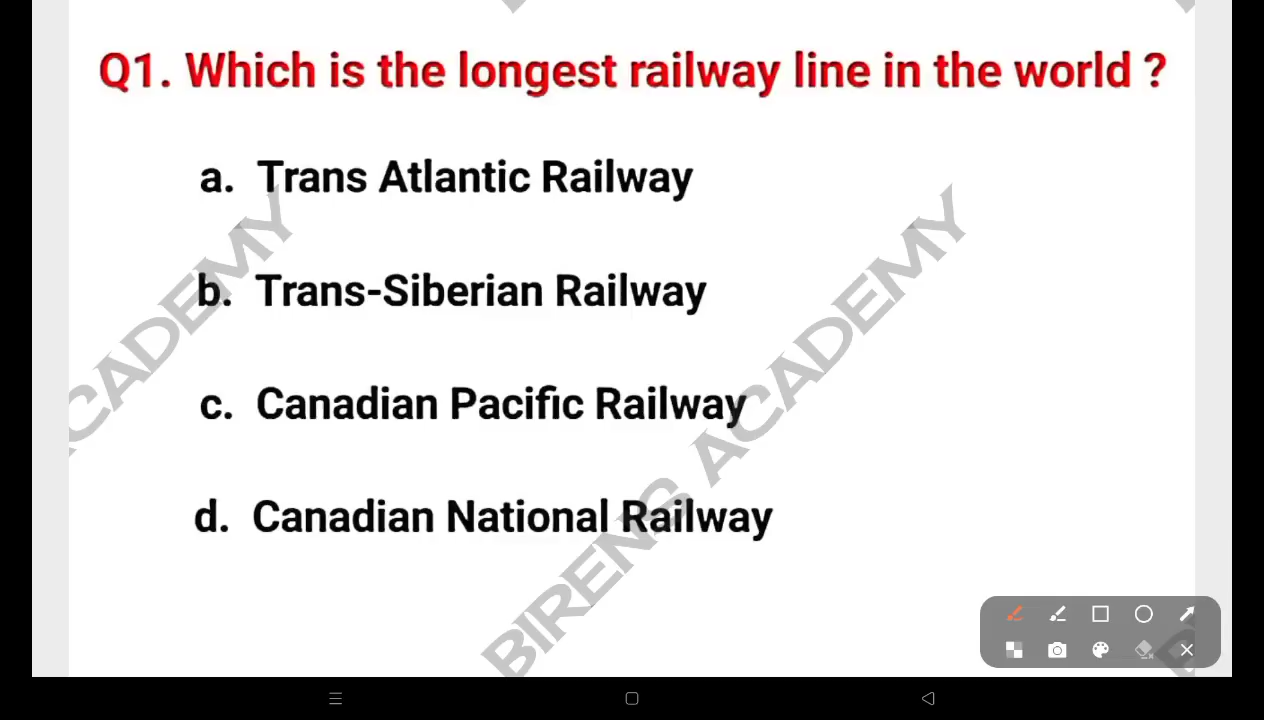 Q1. Which is the longest railway line in the world ?
a. Trans Atlantic Railway
b. Trans-Siberian Railway
c. Canadian Pacific Railway
d. Canadian National Railway
CADEMY
BIRENS ACADEMY